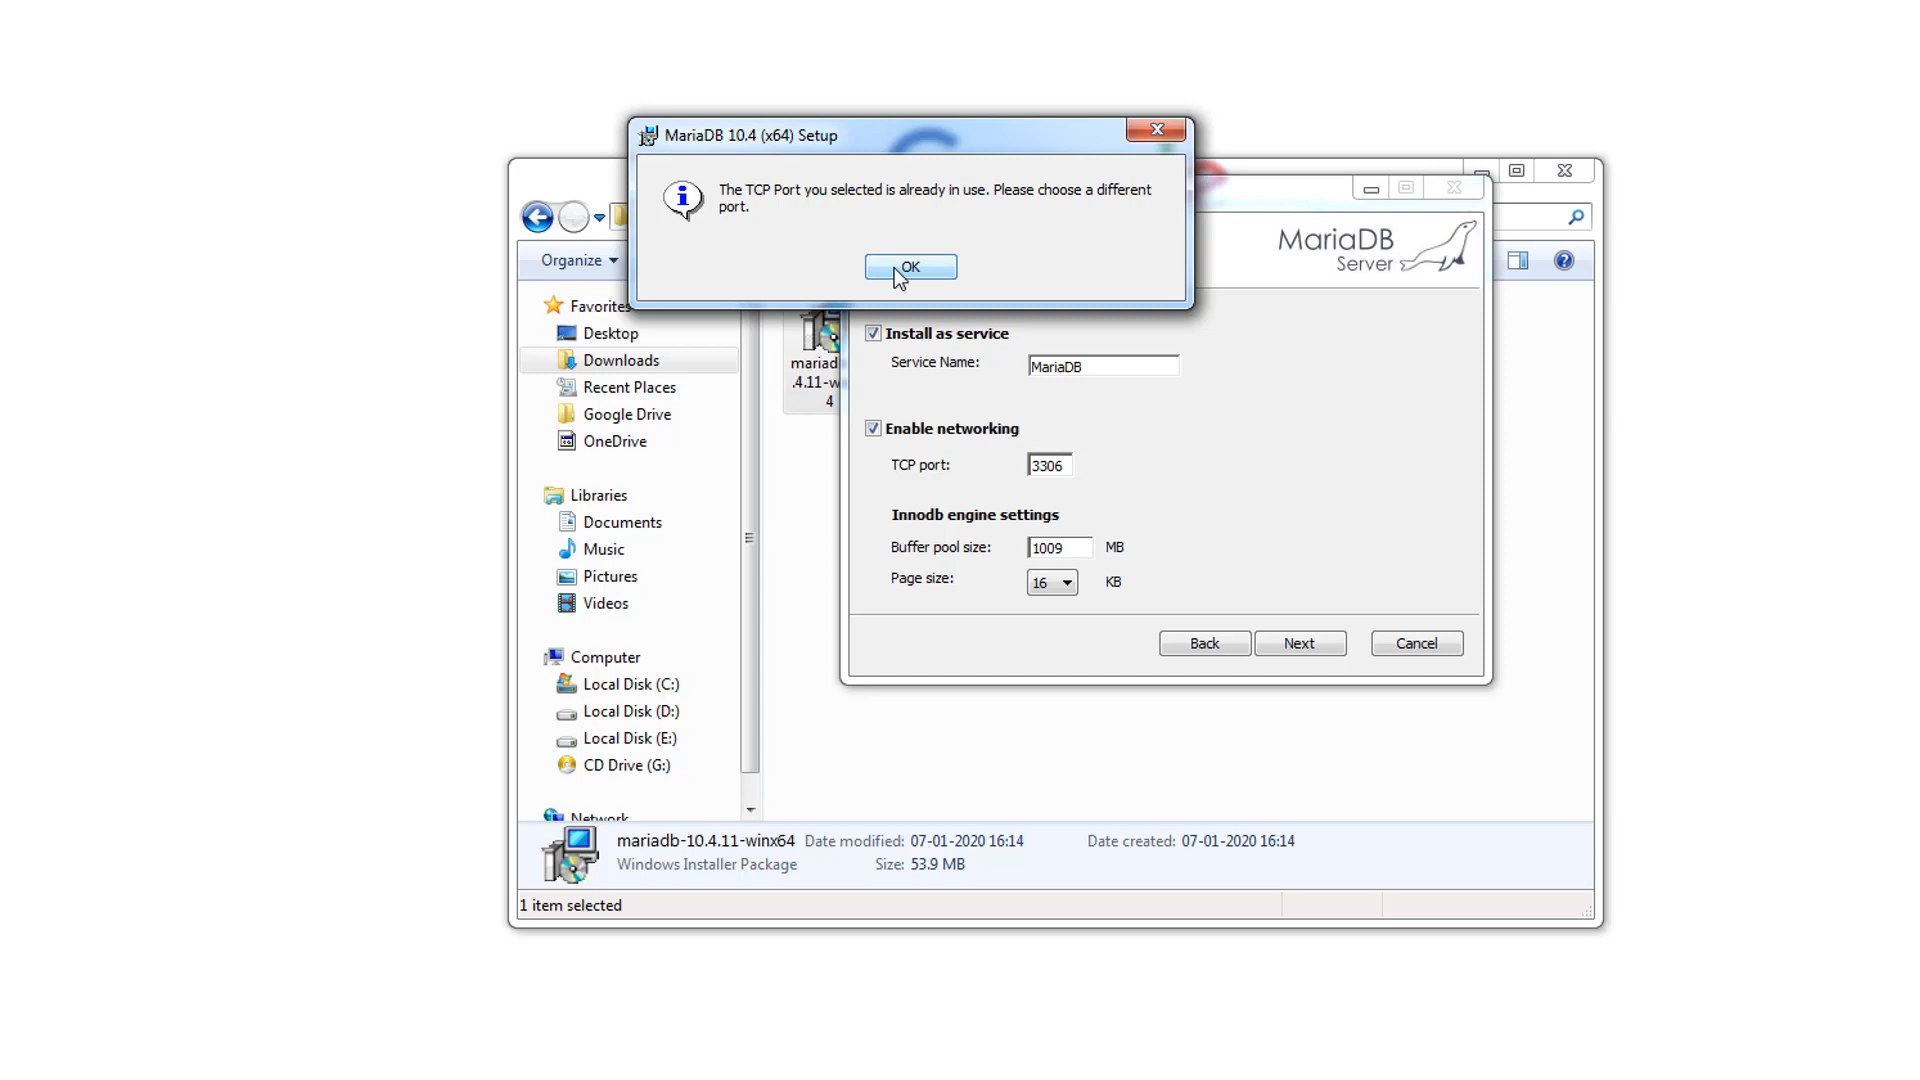 MariaDB 10.4 (x64) Setup
The TCP Port you selected is already in use. Please choose a different
port.
OK
MariaDB
Server
Organize
Favorites
Desktop
Downloads
Recent Places
Google Drive
OneDrive
Libraries
Documents
Music
Pictures
Videos
Computer
Local Disk (C:)
Local Disk (D:)
Local Disk (E:)
CD Drive (G:)
Network
mariad
.4.11-w
4
Install as service
Service Name: MariaDB
Enable networking
TCP port: 3306
Innodb engine settings
Buffer pool size: 1009 MB
Page size: 16 KB
Back Next Cancel
mariadb-10.4.11-winx64 Date modified: 07-01-2020 16:14 Date created: 07-01-2020 16:14
Windows Installer Package Size: 53.9 MB
1 item selected